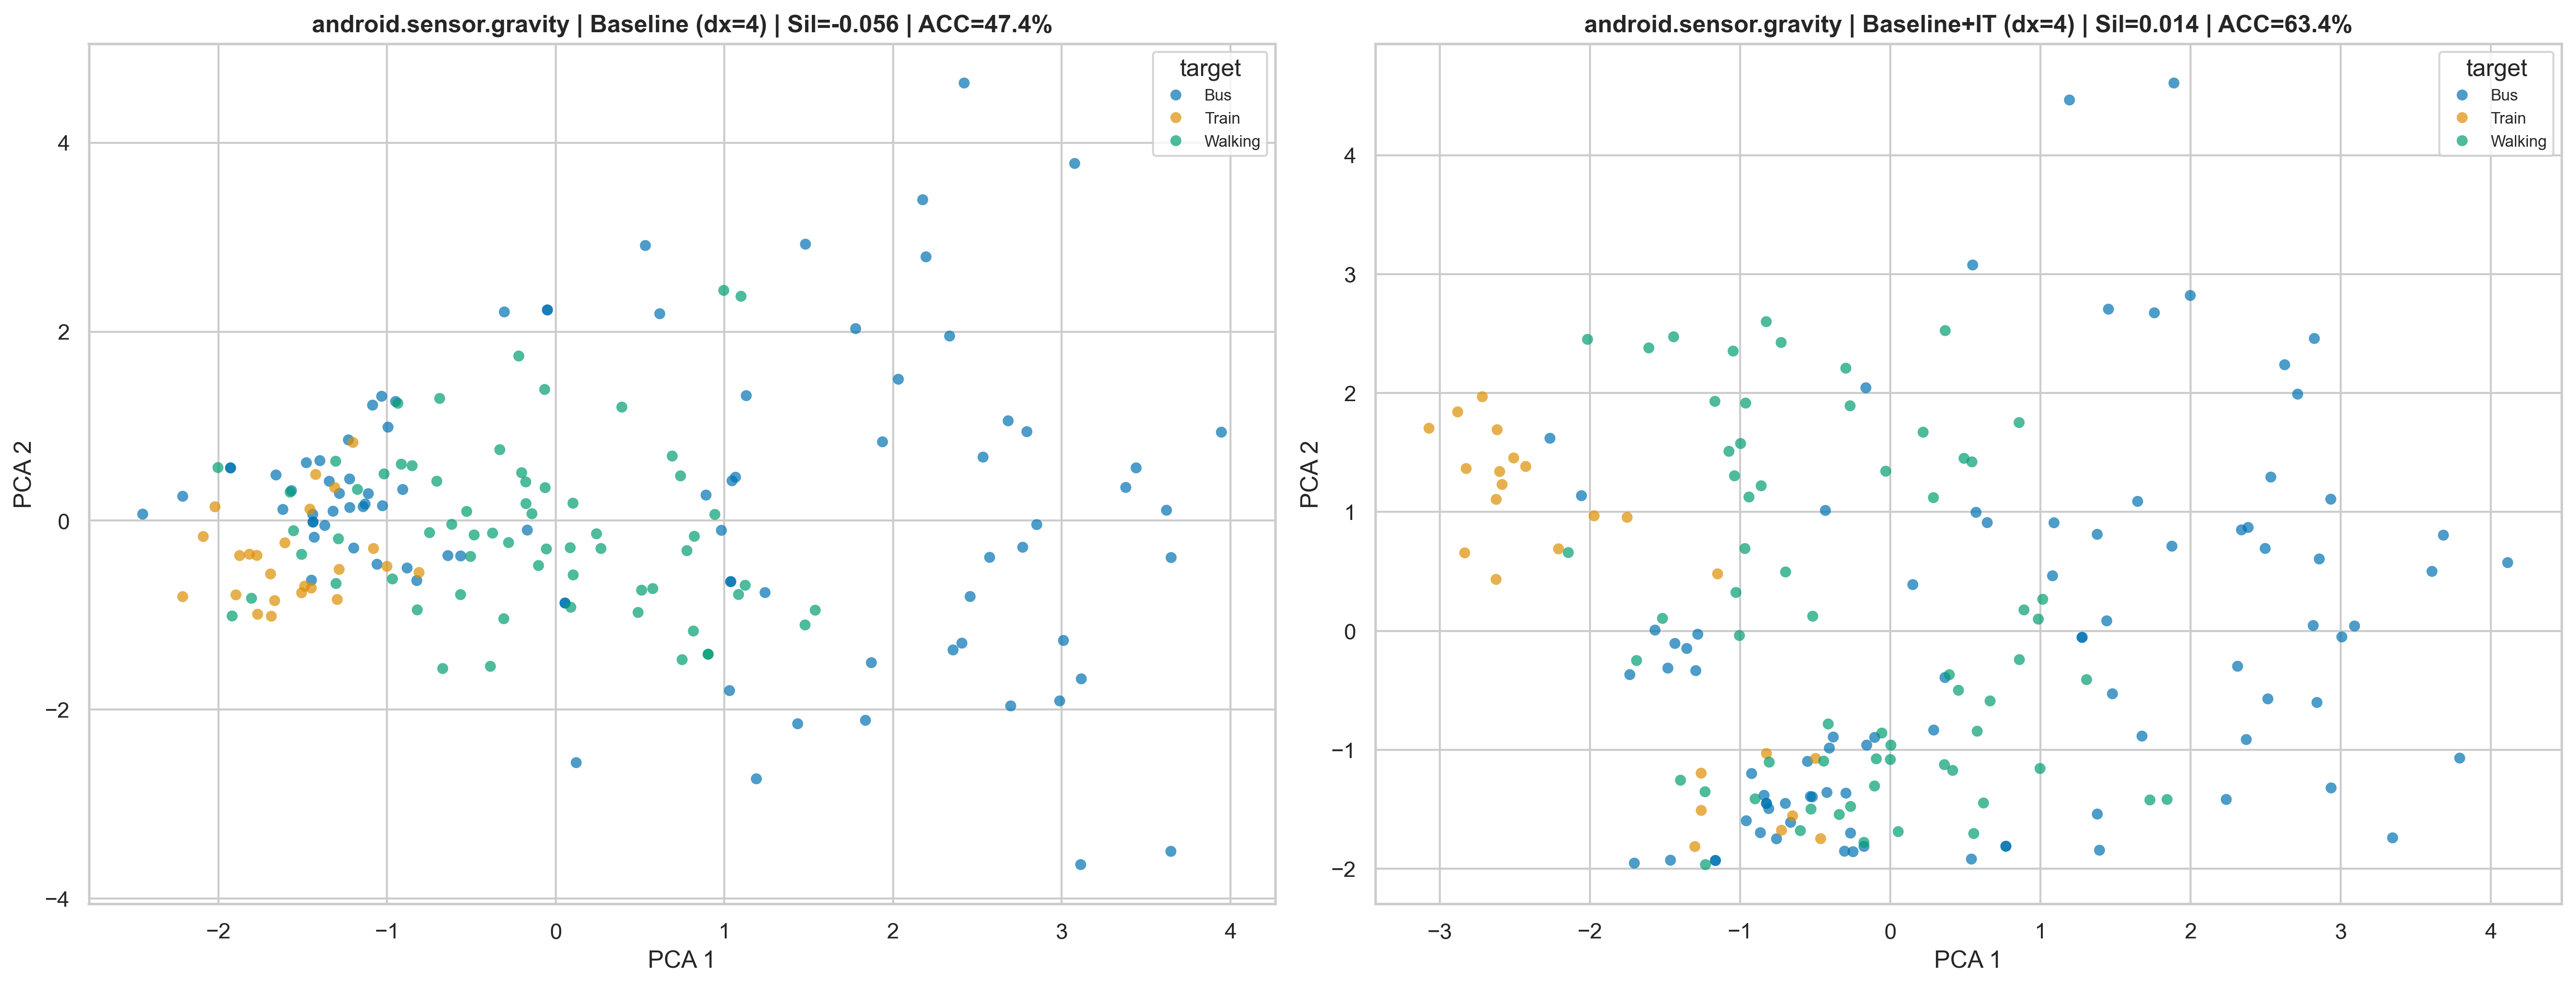 android.sensor.gravity | Baseline (dx=4) | Sil=-0.056 | ACC=47.4%
target
Bus
Train
Walking
PCA 2
4
2
0
−2
−4
−2
−1
0
1
2
3
4
PCA 1
android.sensor.gravity | Baseline+IT (dx=4) | Sil=0.014 | ACC=63.4%
target
Bus
Train
Walking
PCA 2
4
3
2
1
0
−1
−2
−3
−2
−1
0
1
2
3
4
PCA 1